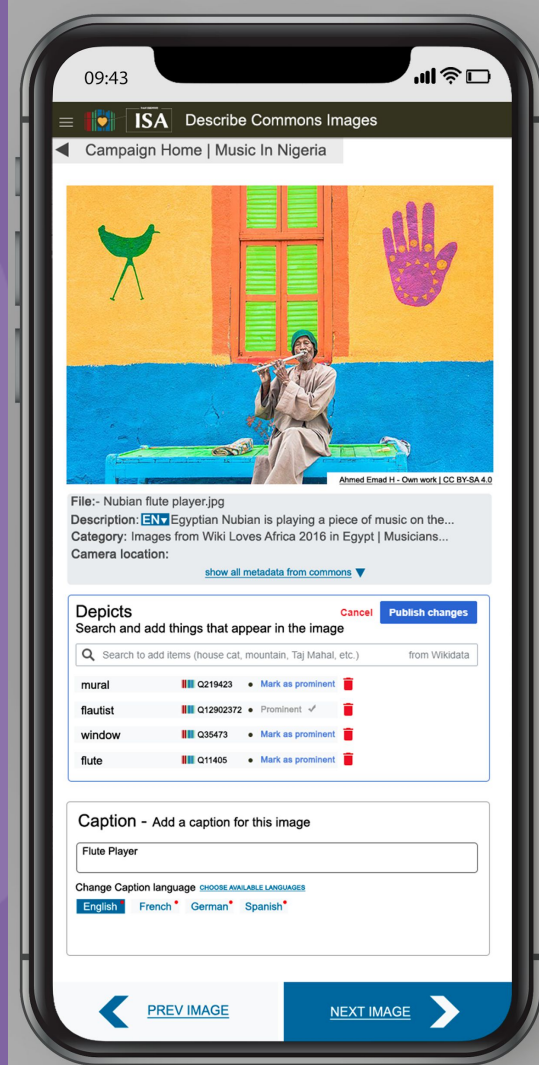 09:43
ISA Describe Commons Images
Campaign Home | Music In Nigeria
Ahmed Emad H - Own work | CC BY-SA 4.0
File:- Nubian flute player.jpg
Description: EN Egyptian Nubian is playing a piece of music on the...
Category: Images from Wiki Loves Africa 2016 in Egypt | Musicians...
Camera location:
show all metadata from commons
Depicts
Cancel Publish changes
Search and add things that appear in the image
Search to add items (house cat, mountain, Taj Mahal, etc.) from Wikidata
mural Q219423 • Mark as prominent
flautist Q12902372 • Prominent ✓
window Q35473 • Mark as prominent
flute Q11405 • Mark as prominent
Caption - Add a caption for this image
Flute Player
Change Caption language CHOOSE AVAILABLE LANGUAGES
English* French* German* Spanish*
PREV IMAGE NEXT IMAGE